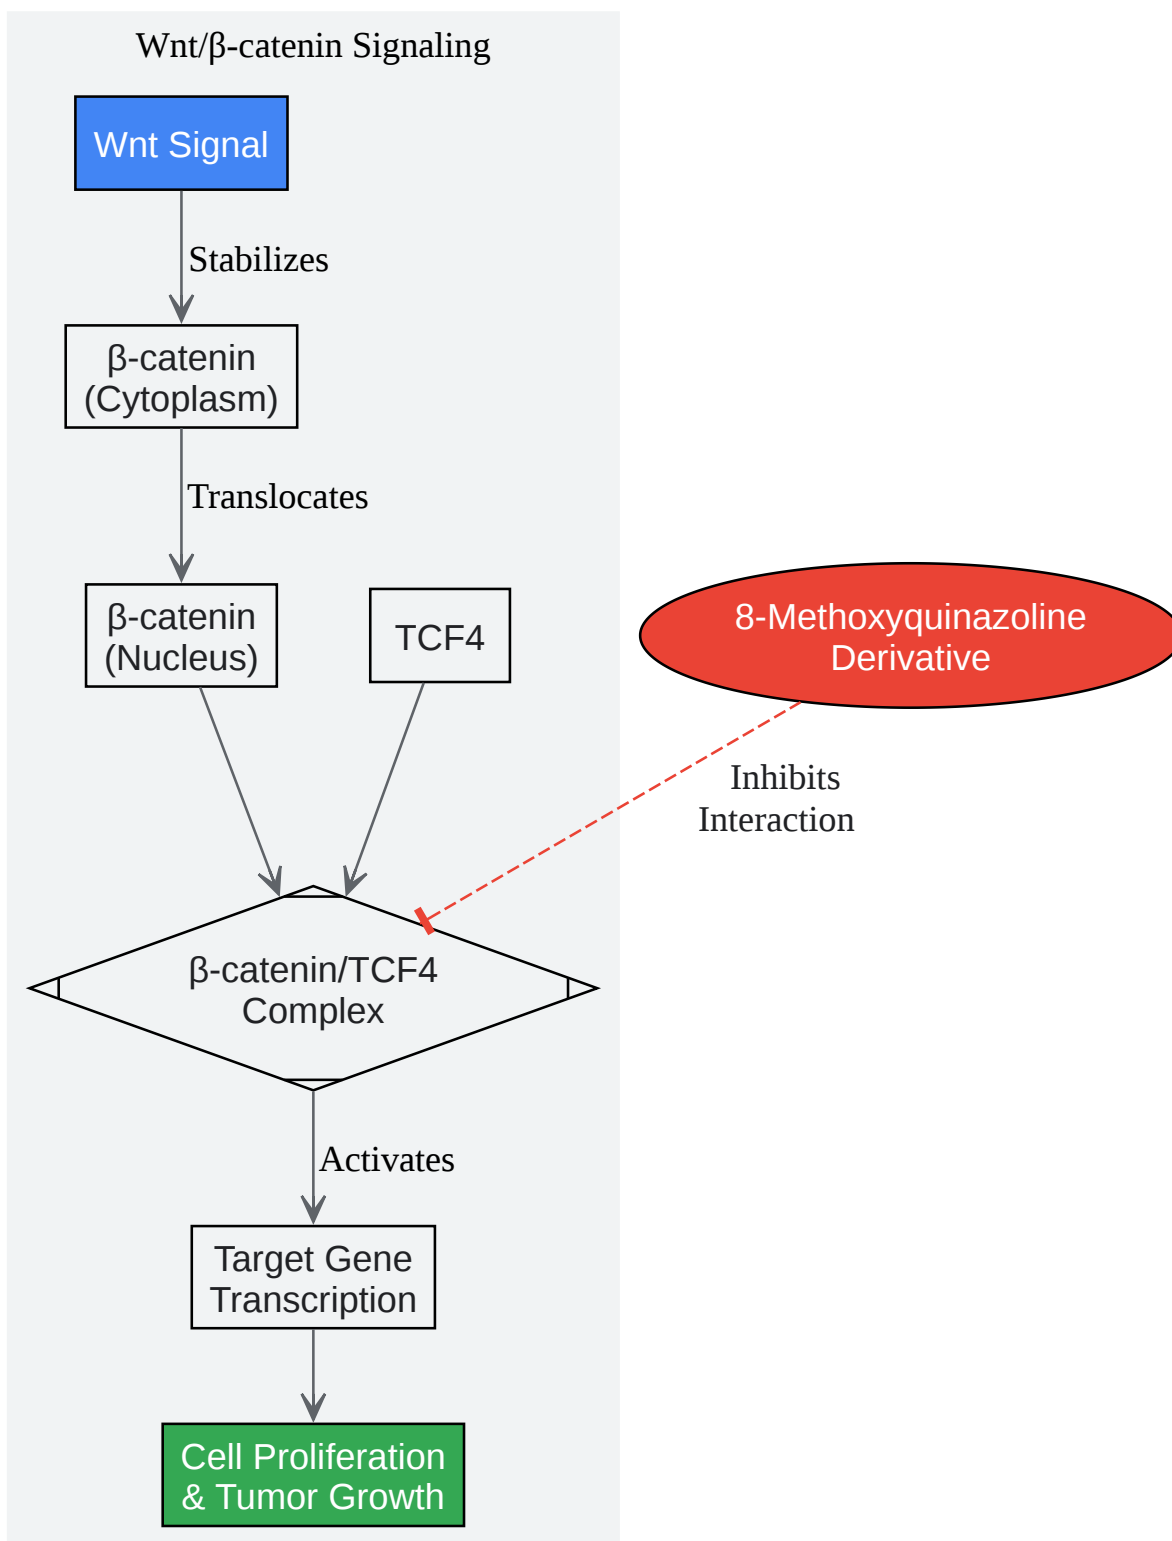 Wnt/β-catenin Signaling
Wnt Signal
Stabilizes
β-catenin
(Cytoplasm)
Translocates
β-catenin
(Nucleus)
TCF4
8-Methoxyquinazoline
Derivative
Inhibits
Interaction
β-catenin/TCF4
Complex
Activates
Target Gene
Transcription
Cell Proliferation
& Tumor Growth